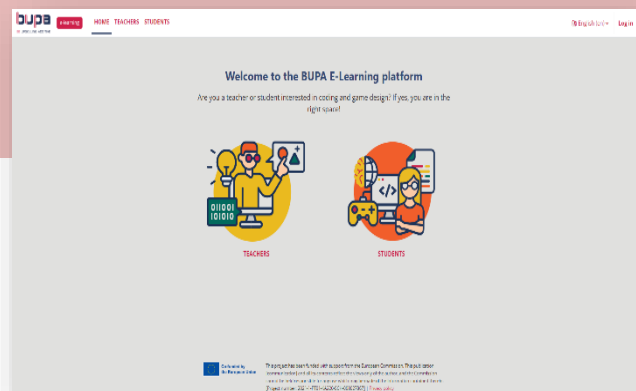 bupa
elearning
HOME TEACHERS STUDENTS
English (en)
Log in
Welcome to the BUPA E-Learning platform
Are you a teacher or student interested in coding and game design? If yes, you are in the
right space!
011001
101010
</>
TEACHERS
STUDENTS
Co-funded by
the European Union
This project has been funded with support from the European Commission. This publication